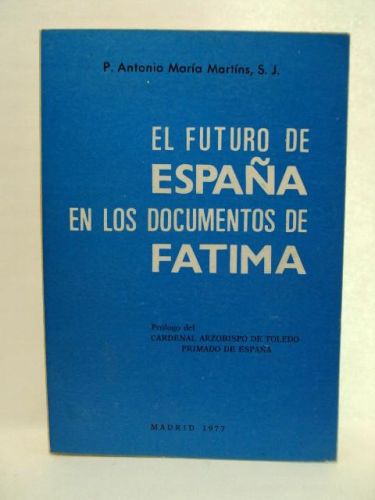 P. Antonio María Martíns, S. J.
EL FUTURO DE
ESPAÑA
EN LOS DOCUMENTOS DE
FATIMA
Prólogo del
CARDENAL ARZOBISPO DE TOLEDO
PRIMADO DE ESPAÑA
MADRID 1977